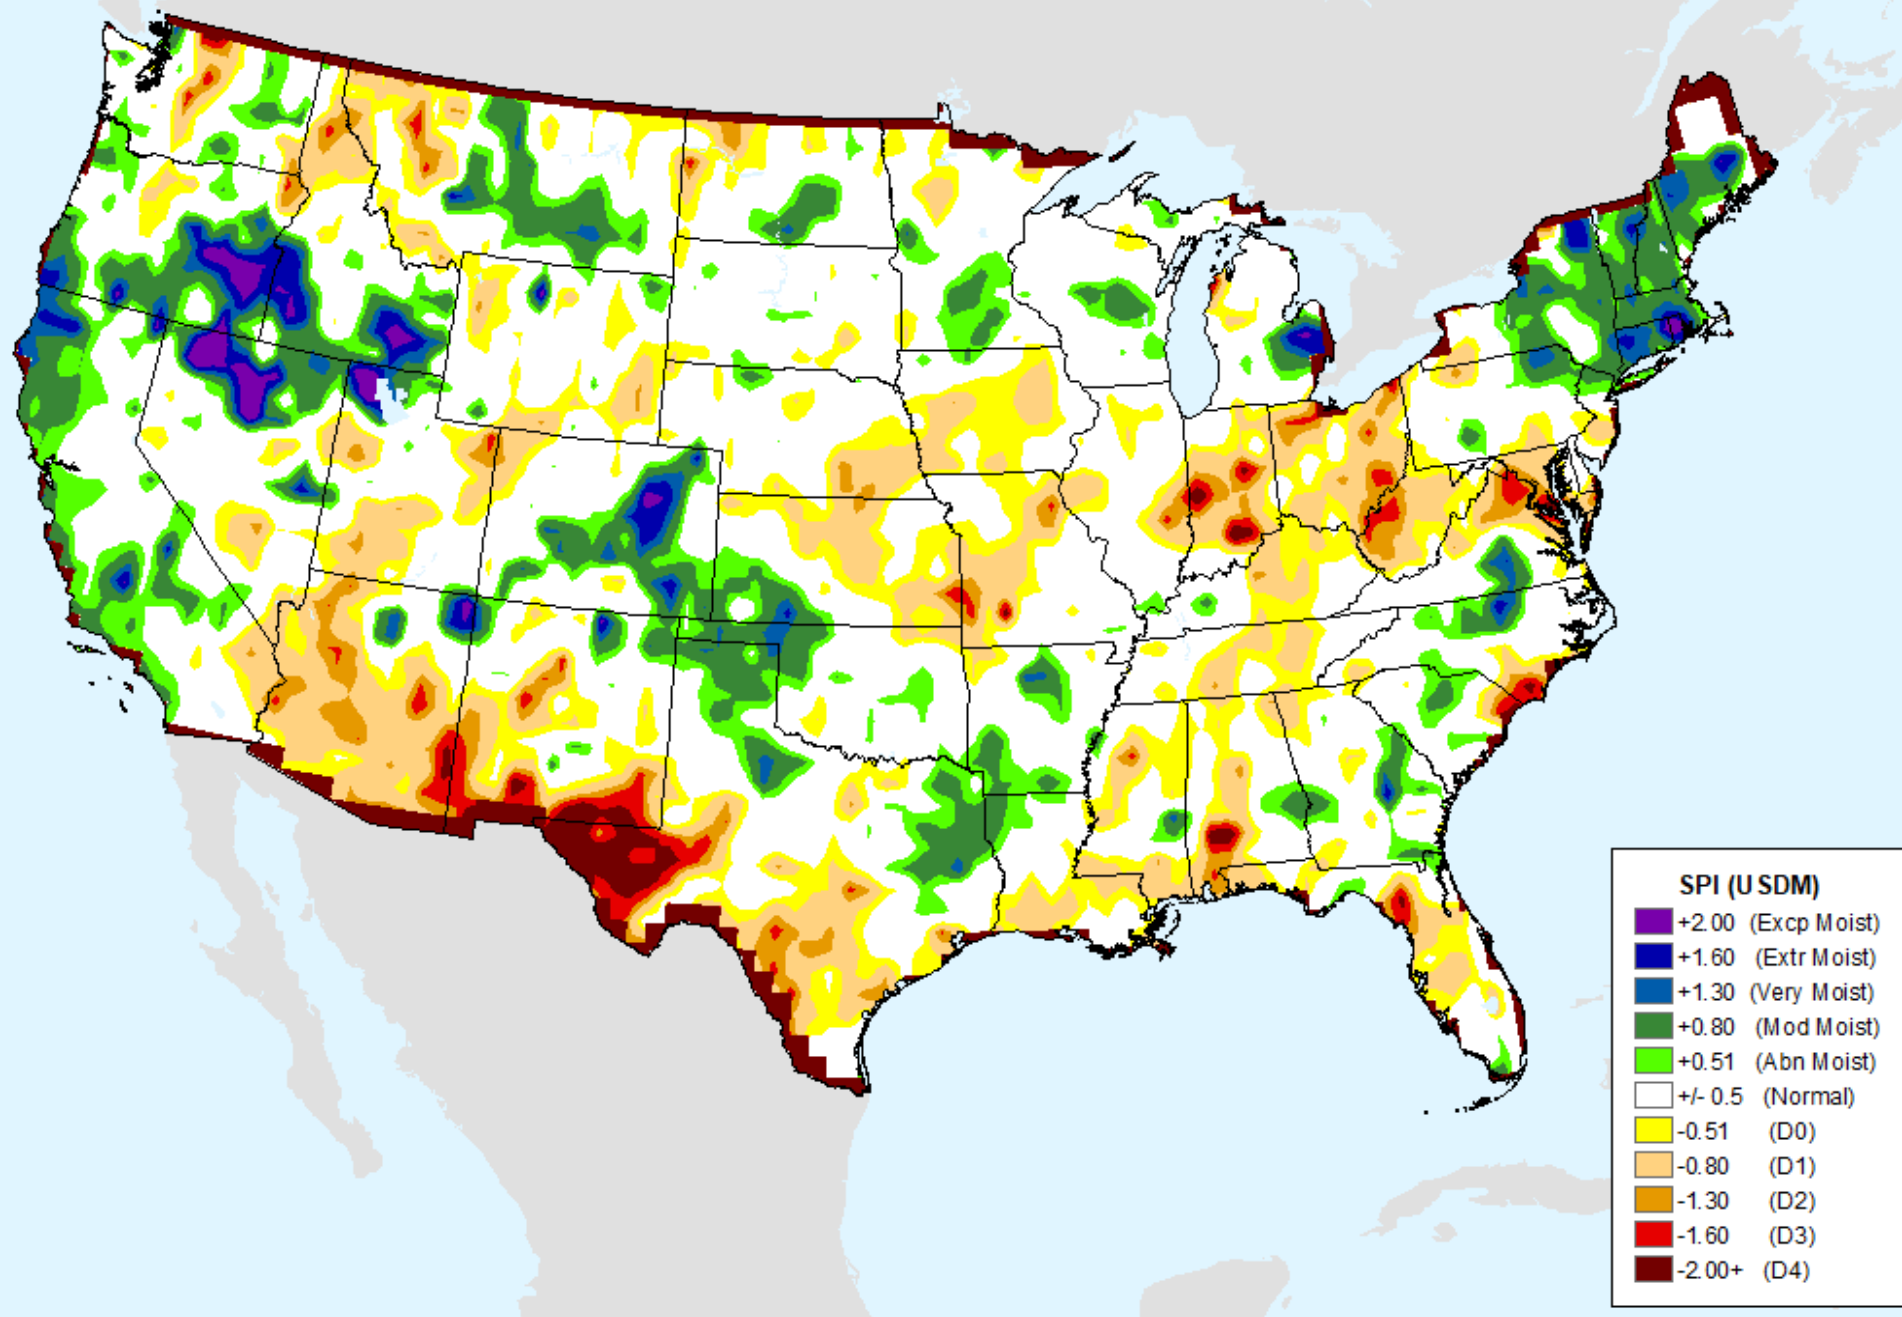 SPI (USDM)
+2.00 (Excp Moist)
+1.60 (Extr Moist)
+1.30 (Very Moist)
+0.80 (Mod Moist)
+0.51 (Abn Moist)
+/- 0.5 (Normal)
-0.51 (D0)
-0.80 (D1)
-1.30 (D2)
-1.60 (D3)
-2.00+ (D4)